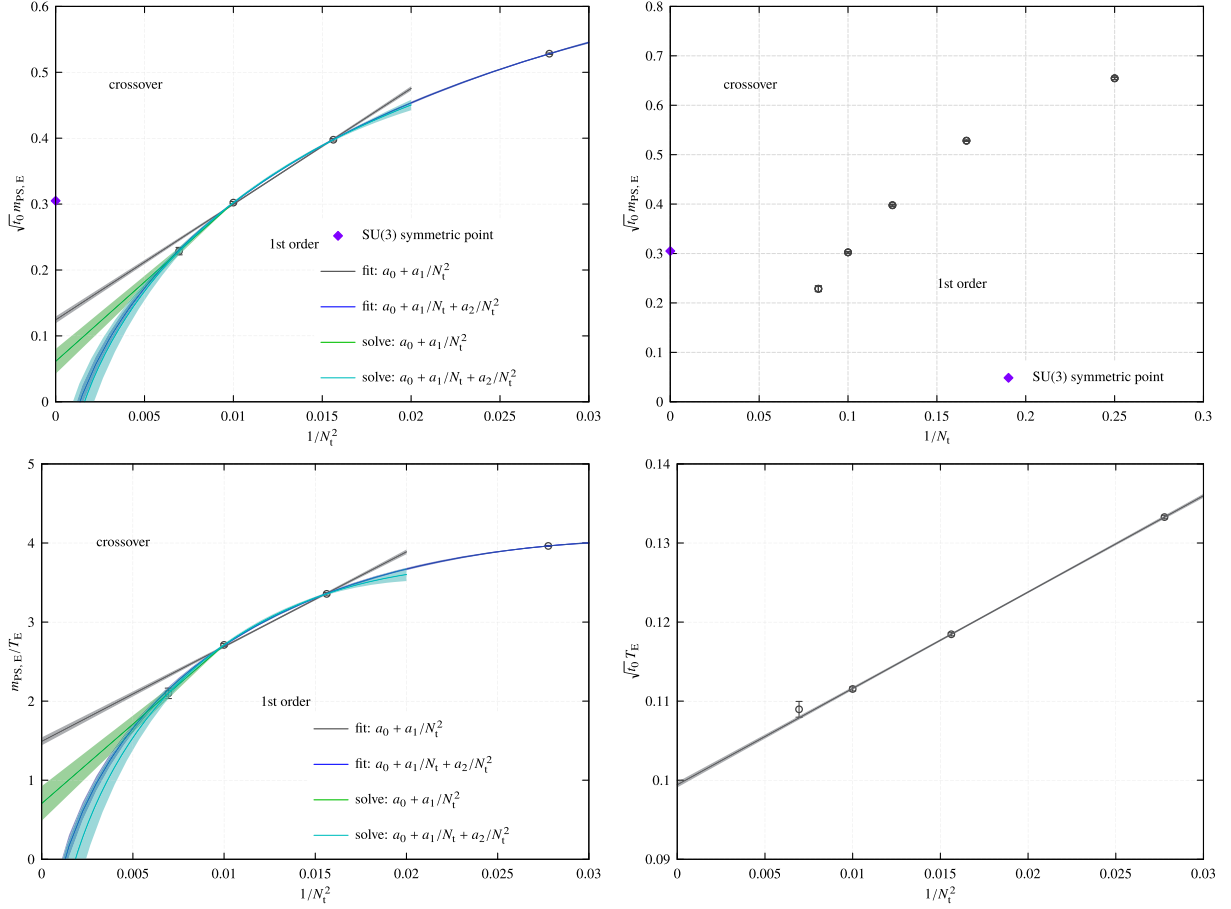 0.6
0.5
0.4
0.3
0.2
0.1
0
√t₀ m_PS, E
crossover
1st order
SU(3) symmetric point
fit: a₀ + a₁/Nₜ²
fit: a₀ + a₁/Nₜ + a₂/Nₜ²
solve: a₀ + a₁/Nₜ²
solve: a₀ + a₁/Nₜ + a₂/Nₜ²
0 0.005 0.01 0.015 0.02 0.025 0.03
1/Nₜ²
0.8
0.7
0.6
0.5
0.4
0.3
0.2
0.1
0
√t₀ m_PS, E
crossover
1st order
SU(3) symmetric point
0 0.05 0.1 0.15 0.2 0.25 0.3
1/Nₜ
5
4
3
2
1
0
m_PS, E/T_E
crossover
1st order
fit: a₀ + a₁/Nₜ²
fit: a₀ + a₁/Nₜ + a₂/Nₜ²
solve: a₀ + a₁/Nₜ²
solve: a₀ + a₁/Nₜ + a₂/Nₜ²
0 0.005 0.01 0.015 0.02 0.025 0.03
1/Nₜ²
0.14
0.13
0.12
0.11
0.1
0.09
√t₀ T_E
0 0.005 0.01 0.015 0.02 0.025 0.03
1/Nₜ²